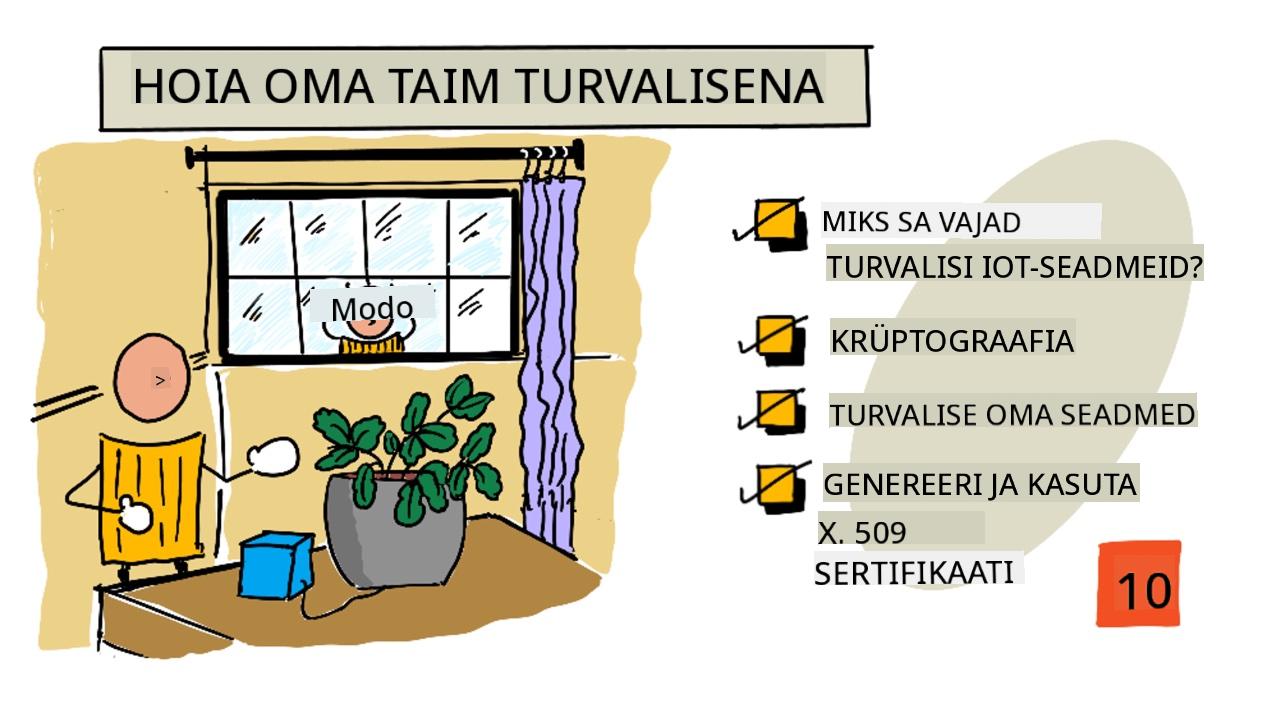 HOIA OMA TAIM TURVALISENA
Modo
>
MIKS SA VAJAD
TURVALISI IOT-SEADMEID?
KRÜPTOGRAAFIA
TURVALISE OMA SEADMED
GENEREERI JA KASUTA
X. 509
SERTIFIKAATI
10